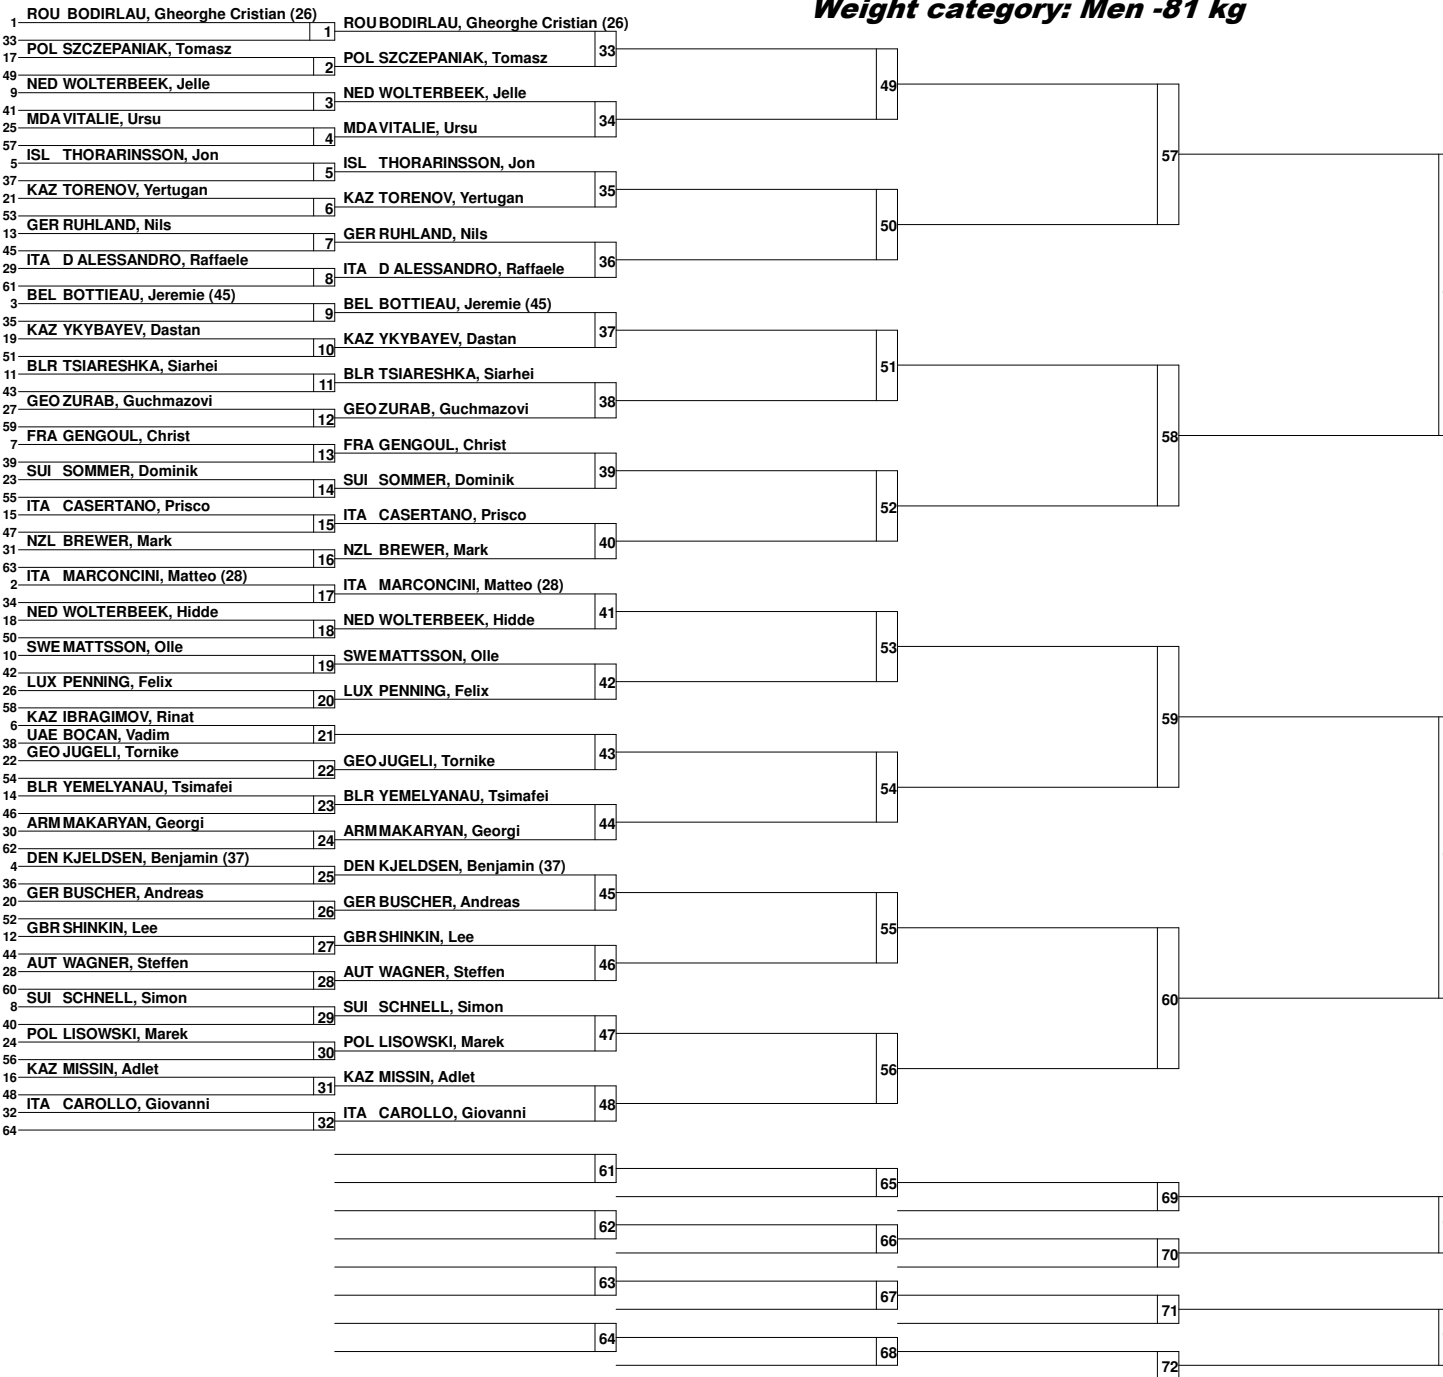 Weight category: Men -81 kg
1 ROU BODIRLAU, Gheorghe Cristian (26)
33
1
17 POL SZCZEPANIAK, Tomasz
49
2
9 NED WOLTERBEEK, Jelle
41
3
25 MDA VITALIE, Ursu
57
4
5 ISL THORARINSSON, Jon
37
5
21 KAZ TORENOV, Yertugan
53
6
13 GER RUHLAND, Nils
45
7
29 ITA D ALESSANDRO, Raffaele
61
8
3 BEL BOTTIEAU, Jeremie (45)
35
9
19 KAZ YKYBAYEV, Dastan
51
10
11 BLR TSIARESHKA, Siarhei
43
11
27 GEO ZURAB, Guchmazovi
59
12
7 FRA GENGOUL, Christ
39
13
23 SUI SOMMER, Dominik
55
14
15 ITA CASERTANO, Prisco
47
15
31 NZL BREWER, Mark
63
16
2 ITA MARCONCINI, Matteo (28)
34
17
18 NED WOLTERBEEK, Hidde
50
18
10 SWE MATTSSON, Olle
42
19
26 LUX PENNING, Felix
58
20
6 KAZ IBRAGIMOV, Rinat
38 UAE BOCAN, Vadim
21
22 GEO JUGELI, Tornike
54
22
14 BLR YEMELYANAU, Tsimafei
46
23
30 ARM MAKARYAN, Georgi
62
24
4 DEN KJELDSEN, Benjamin (37)
36
25
20 GER BUSCHER, Andreas
52
26
12 GBR SHINKIN, Lee
44
27
28 AUT WAGNER, Steffen
60
28
8 SUI SCHNELL, Simon
40
29
24 POL LISOWSKI, Marek
56
30
16 KAZ MISSIN, Adlet
48
31
32 ITA CAROLLO, Giovanni
64
32
ROU BODIRLAU, Gheorghe Cristian (26)
33
POL SZCZEPANIAK, Tomasz
NED WOLTERBEEK, Jelle
34
MDA VITALIE, Ursu
ISL THORARINSSON, Jon
35
KAZ TORENOV, Yertugan
GER RUHLAND, Nils
36
ITA D ALESSANDRO, Raffaele
BEL BOTTIEAU, Jeremie (45)
37
KAZ YKYBAYEV, Dastan
BLR TSIARESHKA, Siarhei
38
GEO ZURAB, Guchmazovi
FRA GENGOUL, Christ
39
SUI SOMMER, Dominik
ITA CASERTANO, Prisco
40
NZL BREWER, Mark
ITA MARCONCINI, Matteo (28)
41
NED WOLTERBEEK, Hidde
SWE MATTSSON, Olle
42
LUX PENNING, Felix
43
GEO JUGELI, Tornike
BLR YEMELYANAU, Tsimafei
44
ARM MAKARYAN, Georgi
DEN KJELDSEN, Benjamin (37)
45
GER BUSCHER, Andreas
GBR SHINKIN, Lee
46
AUT WAGNER, Steffen
SUI SCHNELL, Simon
47
POL LISOWSKI, Marek
KAZ MISSIN, Adlet
48
ITA CAROLLO, Giovanni
49
50
51
52
53
54
55
56
57
58
59
60
61
62
63
64
65
66
67
68
69
70
71
72